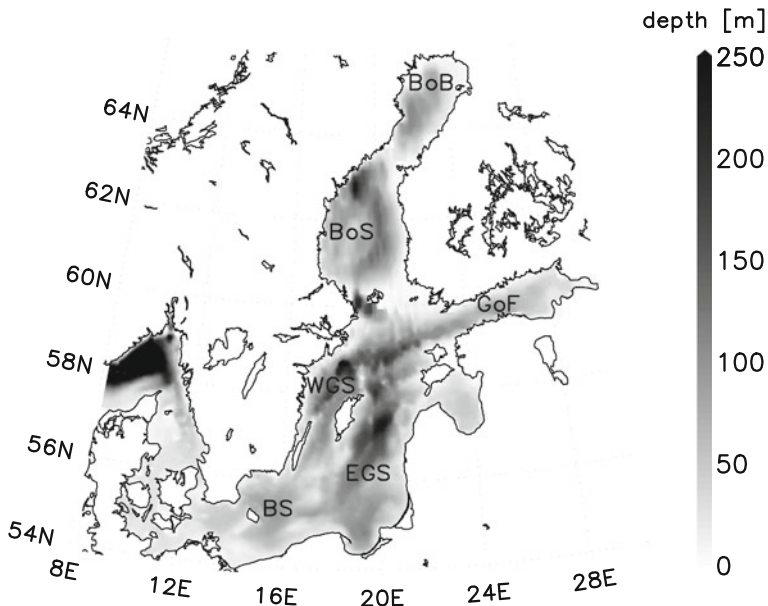 depth [m]
250
200
150
100
50
0
64N
62N
60N
58N
56N
54N
8E
12E
16E
20E
24E
28E
BoB
BoS
GoF
WGS
EGS
BS